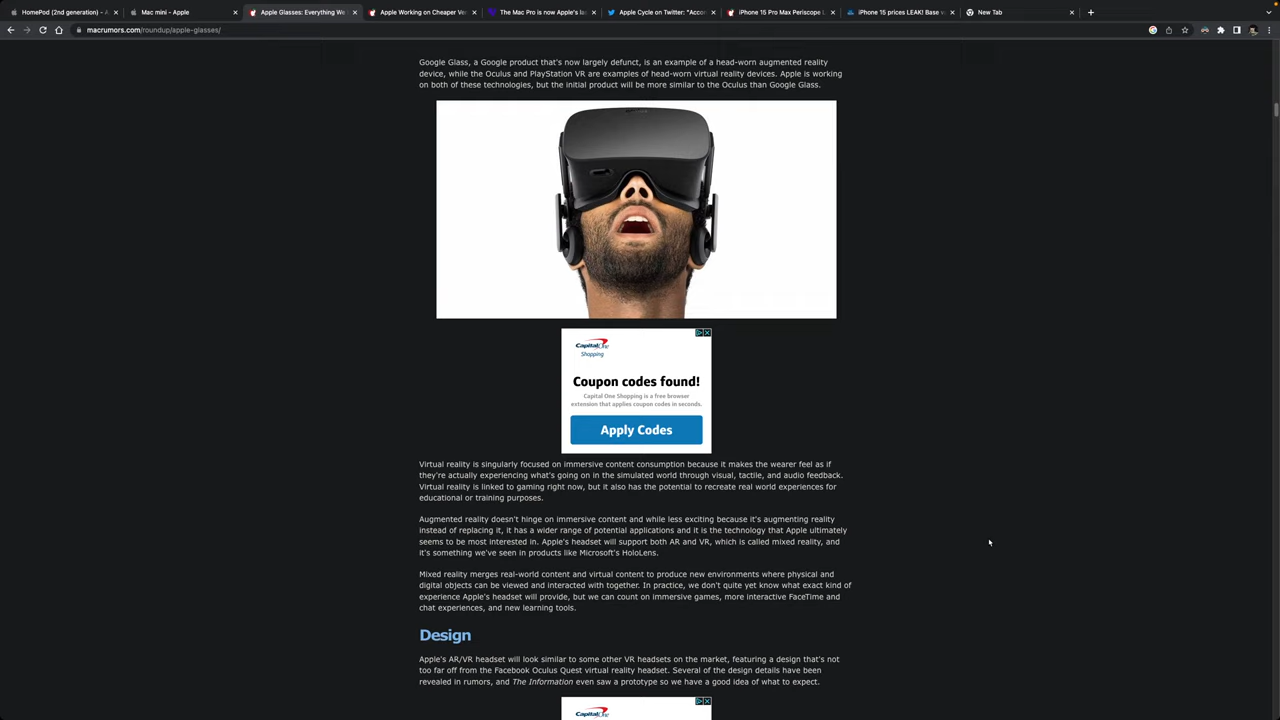 HomePod (2nd generation) - A
Mac mini - Apple
Apple Glasses: Everything We
Apple Working on Cheaper Ver
The Mac Pro is now Apple's la
Apple Cycle on Twitter: "Accor
iPhone 15 Pro Max Periscope L
iPhone 15 prices LEAK! Base v
New Tab
macrumors.com/roundup/apple-glasses/
Google Glass, a Google product that's now largely defunct, is an example of a head-worn augmented reality
device, while the Oculus and PlayStation VR are examples of head-worn virtual reality devices. Apple is working
on both of these technologies, but the initial product will be more similar to the Oculus than Google Glass.
CapitalOne
Shopping
Coupon codes found!
Capital One Shopping is a free browser
extension that applies coupon codes in seconds.
Apply Codes
Virtual reality is singularly focused on immersive content consumption because it makes the wearer feel as if
they're actually experiencing what's going on in the simulated world through visual, tactile, and audio feedback.
Virtual reality is linked to gaming right now, but it also has the potential to recreate real world experiences for
educational or training purposes.
Augmented reality doesn't hinge on immersive content and while less exciting because it's augmenting reality
instead of replacing it, it has a wider range of potential applications and it is the technology that Apple ultimately
seems to be most interested in. Apple's headset will support both AR and VR, which is called mixed reality, and
it's something we've seen in products like Microsoft's HoloLens.
Mixed reality merges real-world content and virtual content to produce new environments where physical and
digital objects can be viewed and interacted with together. In practice, we don't quite yet know what exact kind of
experience Apple's headset will provide, but we can count on immersive games, more interactive FaceTime and
chat experiences, and new learning tools.
Design
Apple's AR/VR headset will look similar to some other VR headsets on the market, featuring a design that's not
too far off from the Facebook Oculus Quest virtual reality headset. Several of the design details have been
revealed in rumors, and The Information even saw a prototype so we have a good idea of what to expect.
CapitalOne